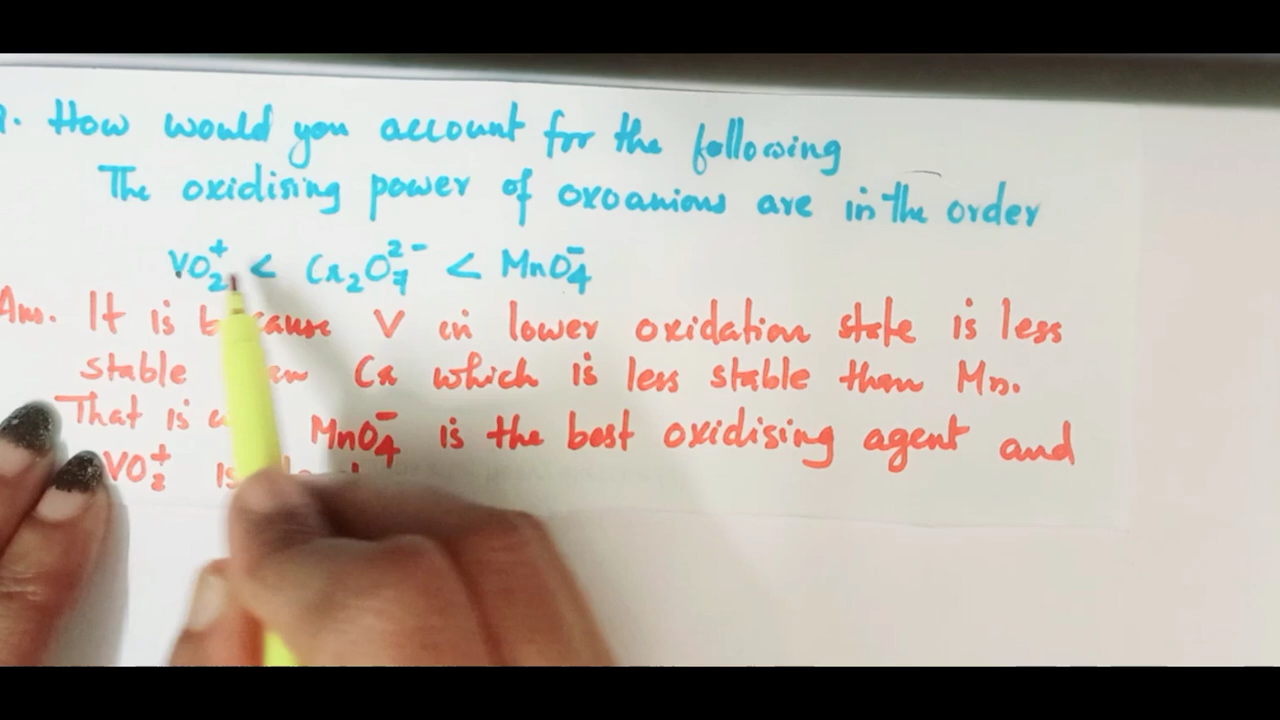 . How would you account for the following
The oxidising power of oxoanions are in the order
VO₂⁺ < Cr₂O₇²⁻ < MnO₄⁻
Ans. It is because V in lower oxidation state is less
stable Cr which is less stable than Mn.
That is MnO₄⁻ is the best oxidising agent and
VO₂⁺ is